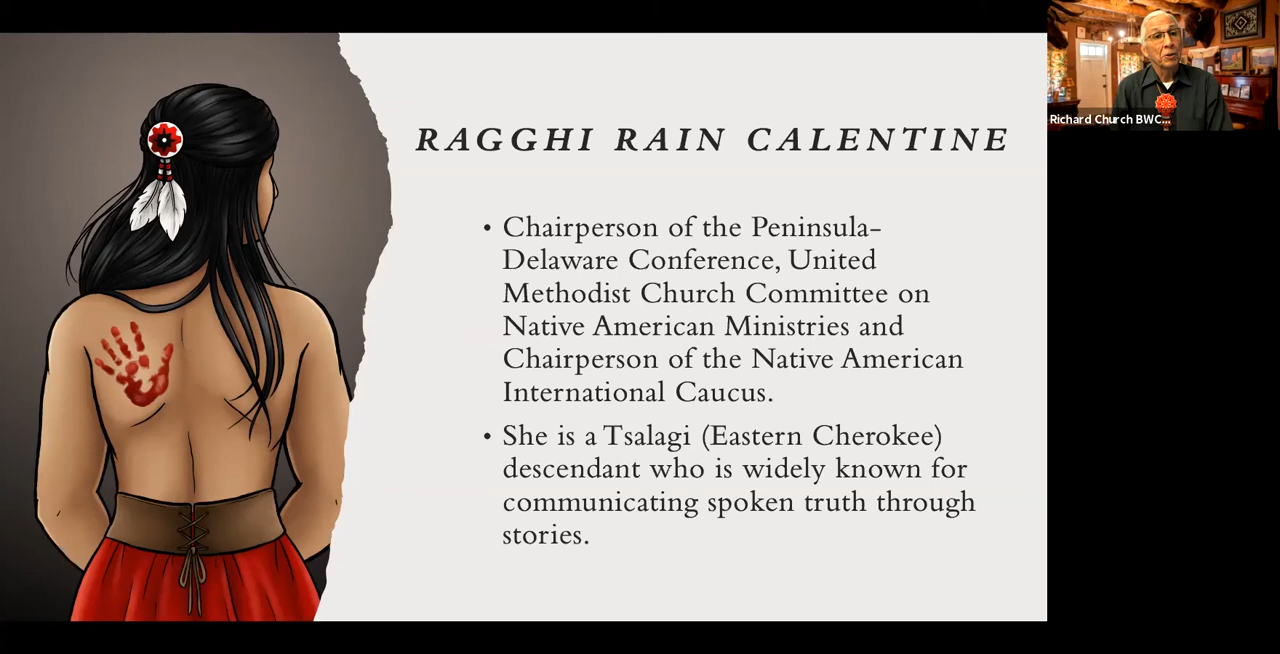 RAGGHI RAIN CALENTINE
• Chairperson of the Peninsula-
Delaware Conference, United
Methodist Church Committee on
Native American Ministries and
Chairperson of the Native American
International Caucus.
• She is a Tsalagi (Eastern Cherokee)
descendant who is widely known for
communicating spoken truth through
stories.
Richard Church BWC...